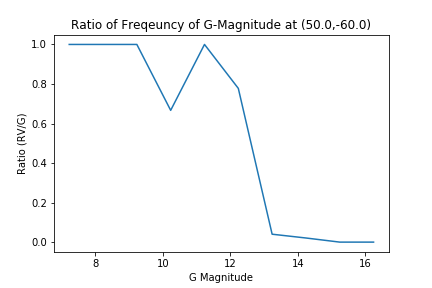 Ratio of Freqeuncy of G-Magnitude at (50.0,-60.0)
1.0
0.8
0.6
0.4
0.2
0.0
Ratio (RV/G)
8 10 12 14 16
G Magnitude